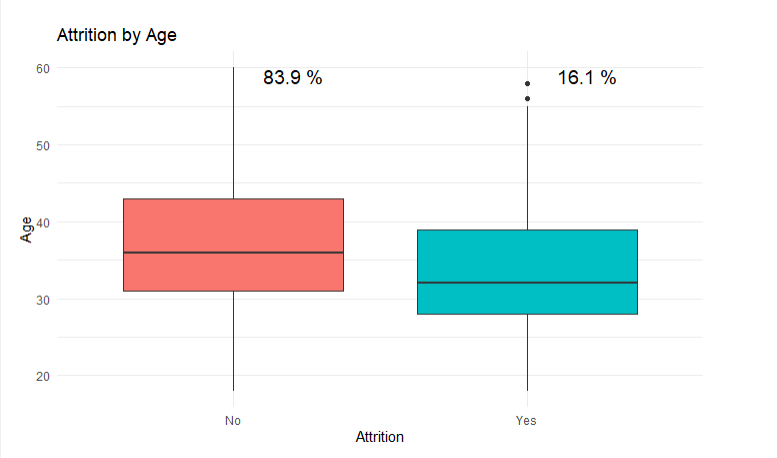 Attrition by Age
60
50
40
30
20
Age
83.9 %
16.1 %
No
Yes
Attrition